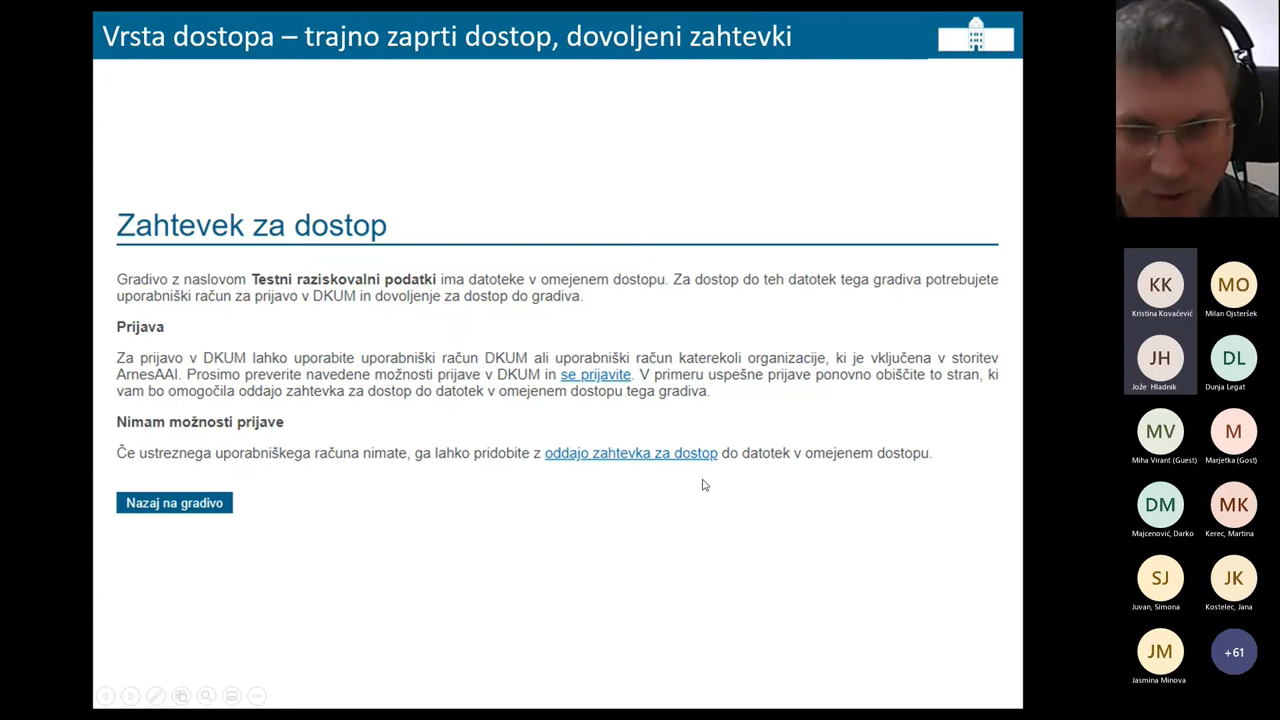 Vrsta dostopa – trajno zaprti dostop, dovoljeni zahtevki
Zahtevek za dostop
Gradivo z naslovom Testni raziskovalni podatki ima datoteke v omejenem dostopu. Za dostop do teh datotek tega gradiva potrebujete
uporabniški račun za prijavo v DKUM in dovoljenje za dostop do gradiva.
Prijava
Za prijavo v DKUM lahko uporabite uporabniški račun DKUM ali uporabniški račun katerekoli organizacije, ki je vključena v storitev
ArnesAAI. Prosimo preverite navedene možnosti prijave v DKUM in se prijavite. V primeru uspešne prijave ponovno obiščite to stran, ki
vam bo omogočila oddajo zahtevka za dostop do datotek v omejenem dostopu tega gradiva.
Nimam možnosti prijave
Če ustreznega uporabniškega računa nimate, ga lahko pridobite z oddajo zahtevka za dostop do datotek v omejenem dostopu.
Nazaj na gradivo
KK
Kristina Kovačević
MO
Milan Ojsteršek
JH
Jože Hladnik
DL
Dunja Legat
MV
Miha Virant (Guest)
M
Marjetka (Gost)
DM
Majcenović, Darko
MK
Kerec, Martina
SJ
Juvan, Simona
JK
Kostelec, Jana
JM
Jasmina Minova
+61